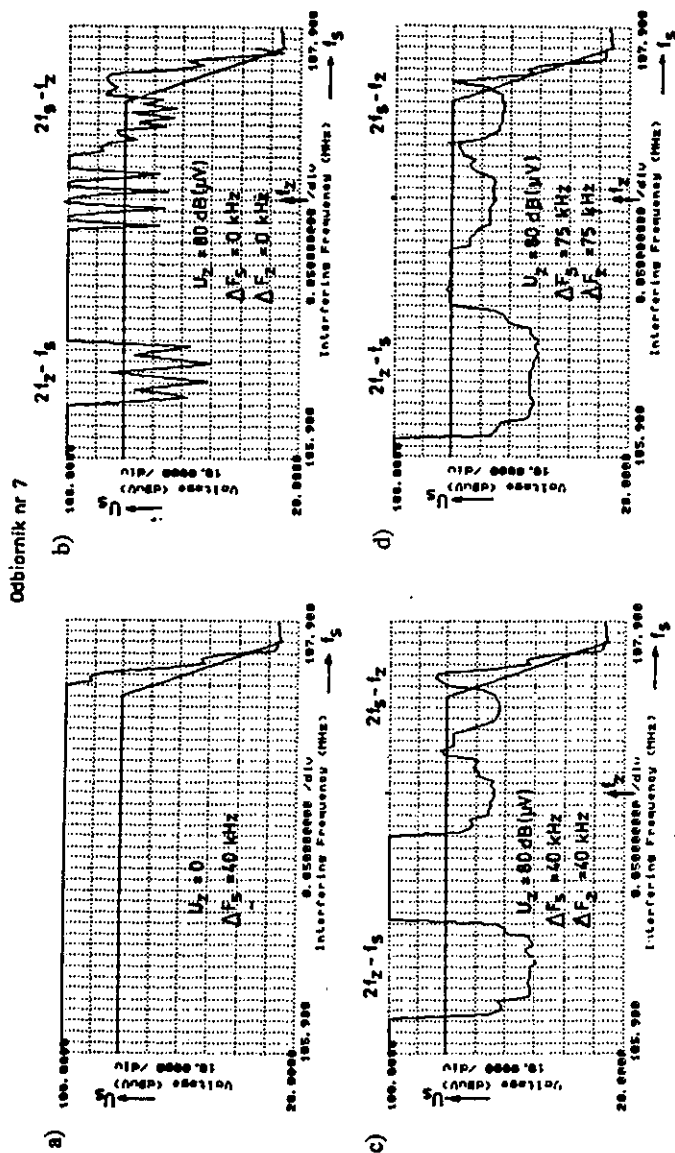 Odbiornik nr 7
a)
100.0000
Voltage (dBuV)
10.0000 /div
20.0000
U_s
U_z = 0
ΔF_s = 40 kHz
105.900
0.050000000 /div
107.900
Interfering Frequency (MHz)
f_s
b)
2f_z-f_s
2f_s-f_z
100.0000
Voltage (dBuV)
10.0000 /div
20.0000
U_s
U_z = 80 dB(μV)
ΔF_s = 0 kHz
ΔF_z = 0 kHz
f_z
105.900
0.050000000 /div
107.900
Interfering Frequency (MHz)
f_s
c)
2f_z-f_s
2f_s-f_z
100.0000
Voltage (dBuV)
10.0000 /div
20.0000
U_s
U_z = 80 dB(μV)
ΔF_s = 40 kHz
ΔF_z = 40 kHz
f_z
105.900
0.050000000 /div
107.900
Interfering Frequency (MHz)
f_s
d)
2f_z-f_s
2f_s-f_z
100.0000
Voltage (dBuV)
10.0000 /div
20.0000
U_s
U_z = 80 dB(μV)
ΔF_s = 75 kHz
ΔF_z = 75 kHz
f_z
105.900
0.050000000 /div
107.900
Interfering Frequency (MHz)
f_s